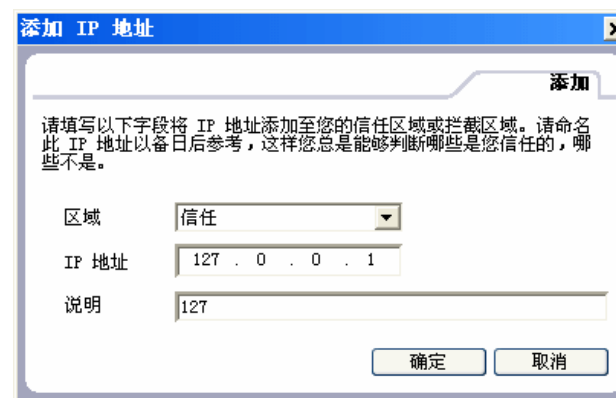 添加 IP 地址
添加
请填写以下字段将 IP 地址添加至您的信任区域或拦截区域。请命名
此 IP 地址以备日后参考，这样您总是能够判断哪些是您信任的，哪
些不是。
区域 信任
IP 地址 127 . 0 . 0 . 1
说明 127
确定 取消